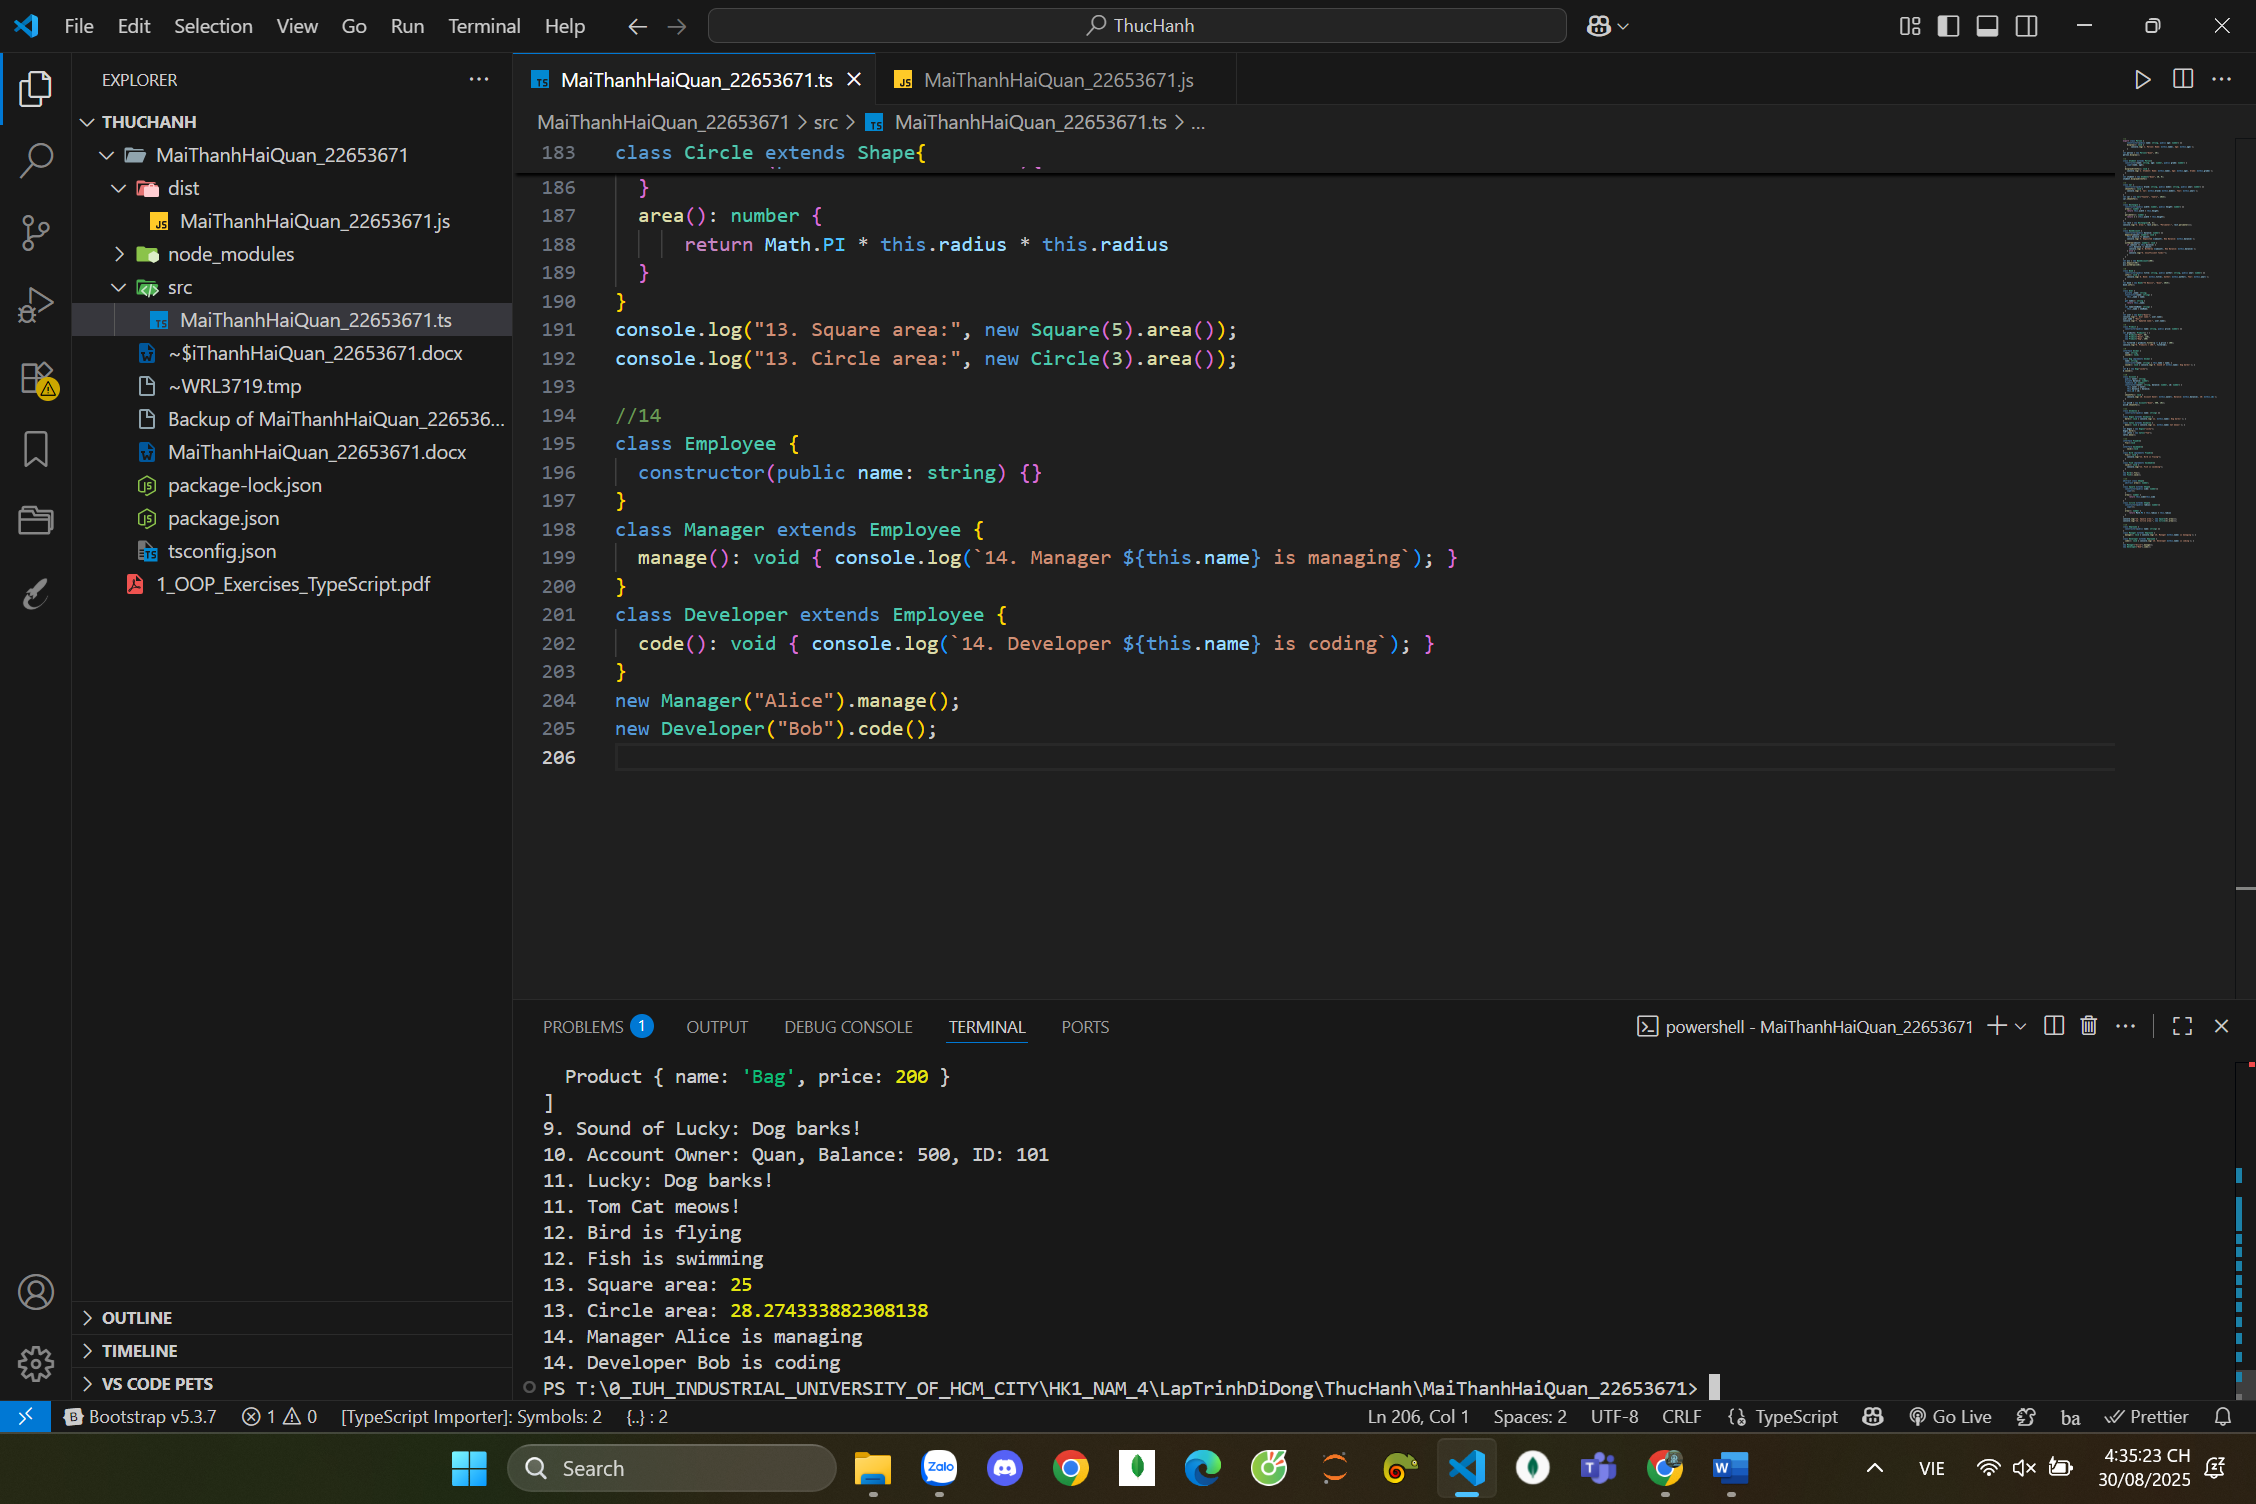 File Edit Selection View Go Run Terminal Help
ThucHanh
EXPLORER
THUCHANH
MaiThanhHaiQuan_22653671
dist
MaiThanhHaiQuan_22653671.js
node_modules
src
MaiThanhHaiQuan_22653671.ts
~$iThanhHaiQuan_22653671.docx
~WRL3719.tmp
Backup of MaiThanhHaiQuan_226536...
MaiThanhHaiQuan_22653671.docx
package-lock.json
package.json
tsconfig.json
1_OOP_Exercises_TypeScript.pdf
OUTLINE
TIMELINE
VS CODE PETS
MaiThanhHaiQuan_22653671.ts
MaiThanhHaiQuan_22653671.js
MaiThanhHaiQuan_22653671 > src > MaiThanhHaiQuan_22653671.ts > ...
183 class Circle extends Shape{
186 }
187 area(): number {
188 return Math.PI * this.radius * this.radius
189 }
190 }
191 console.log("13. Square area:", new Square(5).area());
192 console.log("13. Circle area:", new Circle(3).area());
193
194 //14
195 class Employee {
196 constructor(public name: string) {}
197 }
198 class Manager extends Employee {
199 manage(): void { console.log(`14. Manager ${this.name} is managing`); }
200 }
201 class Developer extends Employee {
202 code(): void { console.log(`14. Developer ${this.name} is coding`); }
203 }
204 new Manager("Alice").manage();
205 new Developer("Bob").code();
206
PROBLEMS 1 OUTPUT DEBUG CONSOLE TERMINAL PORTS
powershell - MaiThanhHaiQuan_22653671
Product { name: 'Bag', price: 200 }
]
9. Sound of Lucky: Dog barks!
10. Account Owner: Quan, Balance: 500, ID: 101
11. Lucky: Dog barks!
11. Tom Cat meows!
12. Bird is flying
12. Fish is swimming
13. Square area: 25
13. Circle area: 28.274333882308138
14. Manager Alice is managing
14. Developer Bob is coding
PS T:\0_IUH_INDUSTRIAL_UNIVERSITY_OF_HCM_CITY\HK1_NAM_4\LapTrinhDiDong\ThucHanh\MaiThanhHaiQuan_22653671>
Bootstrap v5.3.7 1 0 [TypeScript Importer]: Symbols: 2 {..} : 2
Ln 206, Col 1 Spaces: 2 UTF-8 CRLF TypeScript Go Live ba Prettier
Search
Zalo
VIE
4:35:23 CH
30/08/2025